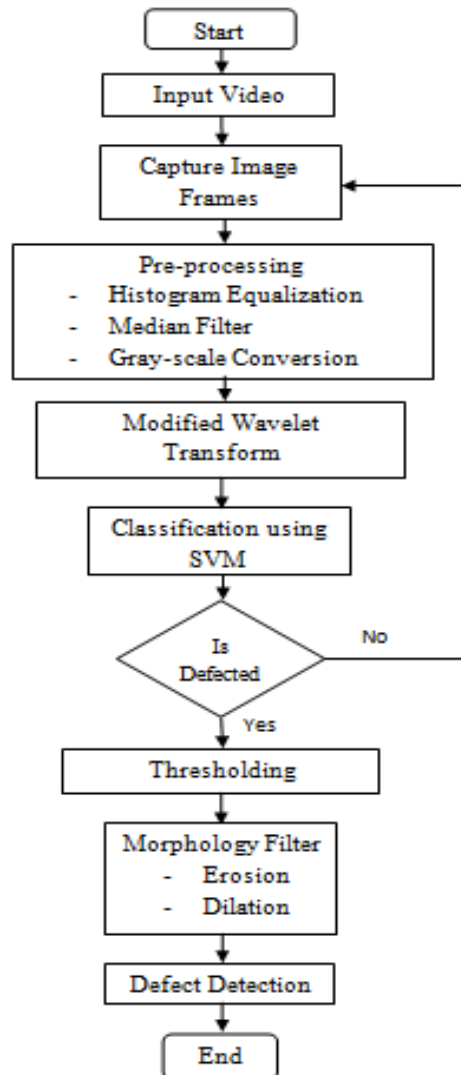 Start
Input Video
Capture Image
Frames
Pre-processing
- Histogram Equalization
- Median Filter
- Gray-scale Conversion
Modified Wavelet
Transform
Classification using
SVM
Is
Defected
No
Yes
Thresholding
Morphology Filter
- Erosion
- Dilation
Defect Detection
End